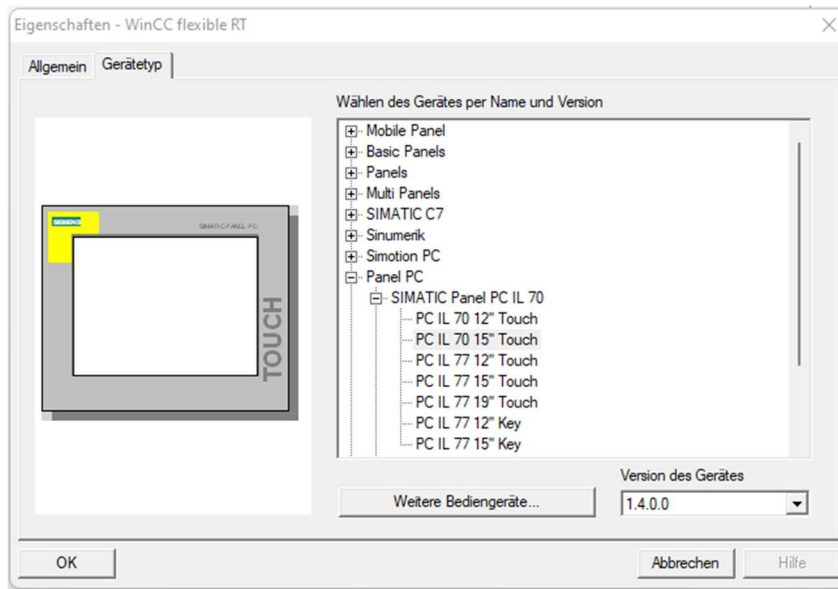 Eigenschaften - WinCC flexible RT
Allgemein
Gerätetyp
Wählen des Gerätes per Name und Version
Mobile Panel
Basic Panels
Panels
Multi Panels
SIMATIC C7
Sinumerik
Simotion PC
Panel PC
SIMATIC Panel PC IL 70
PC IL 70 12" Touch
PC IL 70 15" Touch
PC IL 77 12" Touch
PC IL 77 15" Touch
PC IL 77 19" Touch
PC IL 77 12" Key
PC IL 77 15" Key
SIEMENS
SIMATIC PANEL PC
TOUCH
Weitere Bediengeräte...
Version des Gerätes
1.4.0.0
OK
Abbrechen
Hilfe